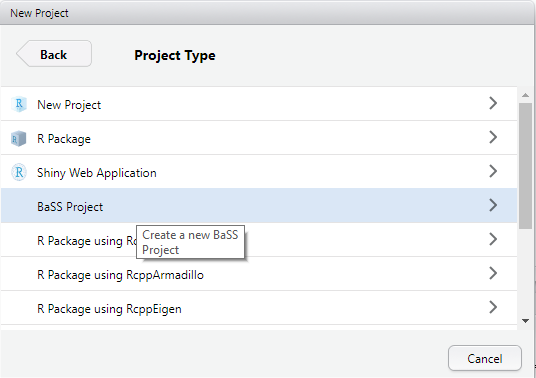 New Project
Back
Project Type
New Project
R Package
Shiny Web Application
BaSS Project
Create a new BaSS
Project
R Package using Rc
R Package using RcppArmadillo
R Package using RcppEigen
Cancel